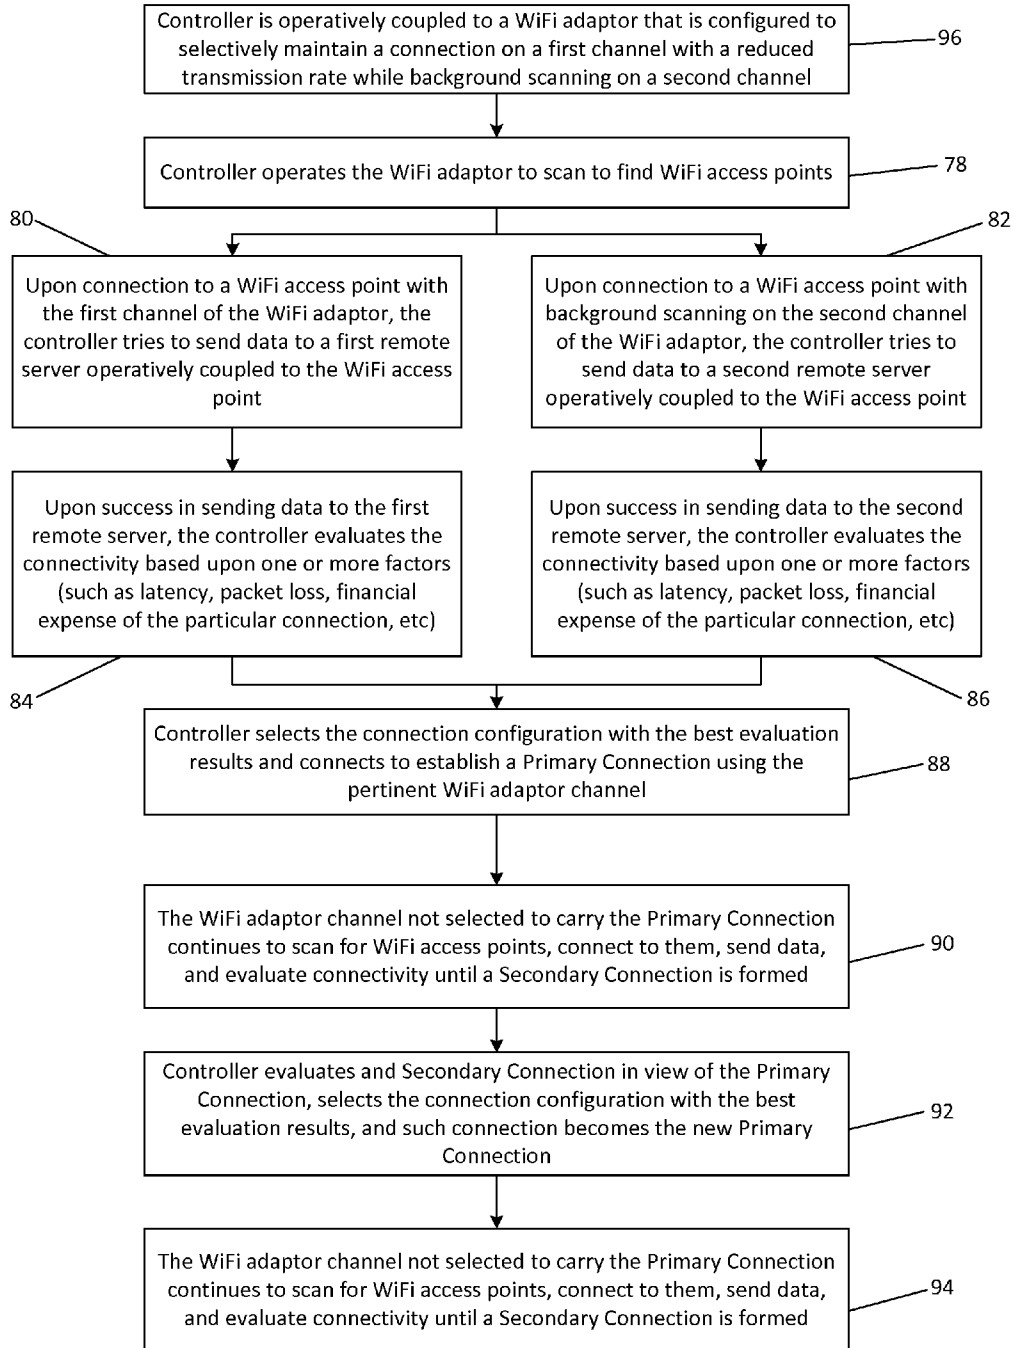 Controller is operatively coupled to a WiFi adaptor that is configured to
selectively maintain a connection on a first channel with a reduced
transmission rate while background scanning on a second channel
96
Controller operates the WiFi adaptor to scan to find WiFi access points
78
80
82
Upon connection to a WiFi access point with
the first channel of the WiFi adaptor, the
controller tries to send data to a first remote
server operatively coupled to the WiFi access
point
Upon connection to a WiFi access point with
background scanning on the second channel
of the WiFi adaptor, the controller tries to
send data to a second remote server
operatively coupled to the WiFi access point
Upon success in sending data to the first
remote server, the controller evaluates the
connectivity based upon one or more factors
(such as latency, packet loss, financial
expense of the particular connection, etc)
Upon success in sending data to the second
remote server, the controller evaluates the
connectivity based upon one or more factors
(such as latency, packet loss, financial
expense of the particular connection, etc)
84
86
Controller selects the connection configuration with the best evaluation
results and connects to establish a Primary Connection using the
pertinent WiFi adaptor channel
88
The WiFi adaptor channel not selected to carry the Primary Connection
continues to scan for WiFi access points, connect to them, send data,
and evaluate connectivity until a Secondary Connection is formed
90
Controller evaluates and Secondary Connection in view of the Primary
Connection, selects the connection configuration with the best
evaluation results, and such connection becomes the new Primary
Connection
92
The WiFi adaptor channel not selected to carry the Primary Connection
continues to scan for WiFi access points, connect to them, send data,
and evaluate connectivity until a Secondary Connection is formed
94